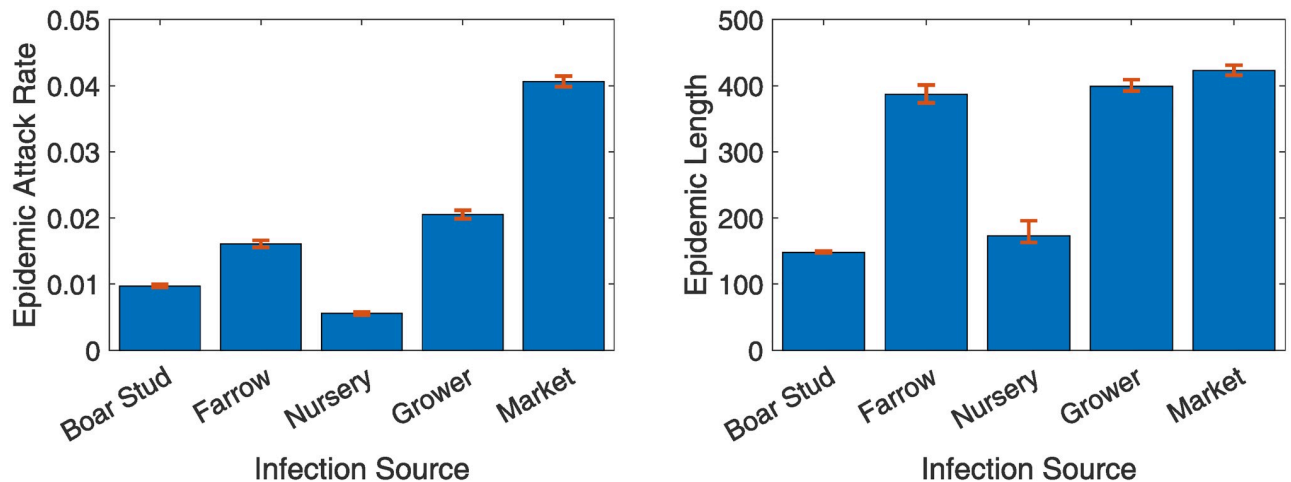 Epidemic Attack Rate
0.05
0.04
0.03
0.02
0.01
0
Boar Stud
Farrow
Nursery
Grower
Market
Infection Source
Epidemic Length
500
400
300
200
100
0
Boar Stud
Farrow
Nursery
Grower
Market
Infection Source